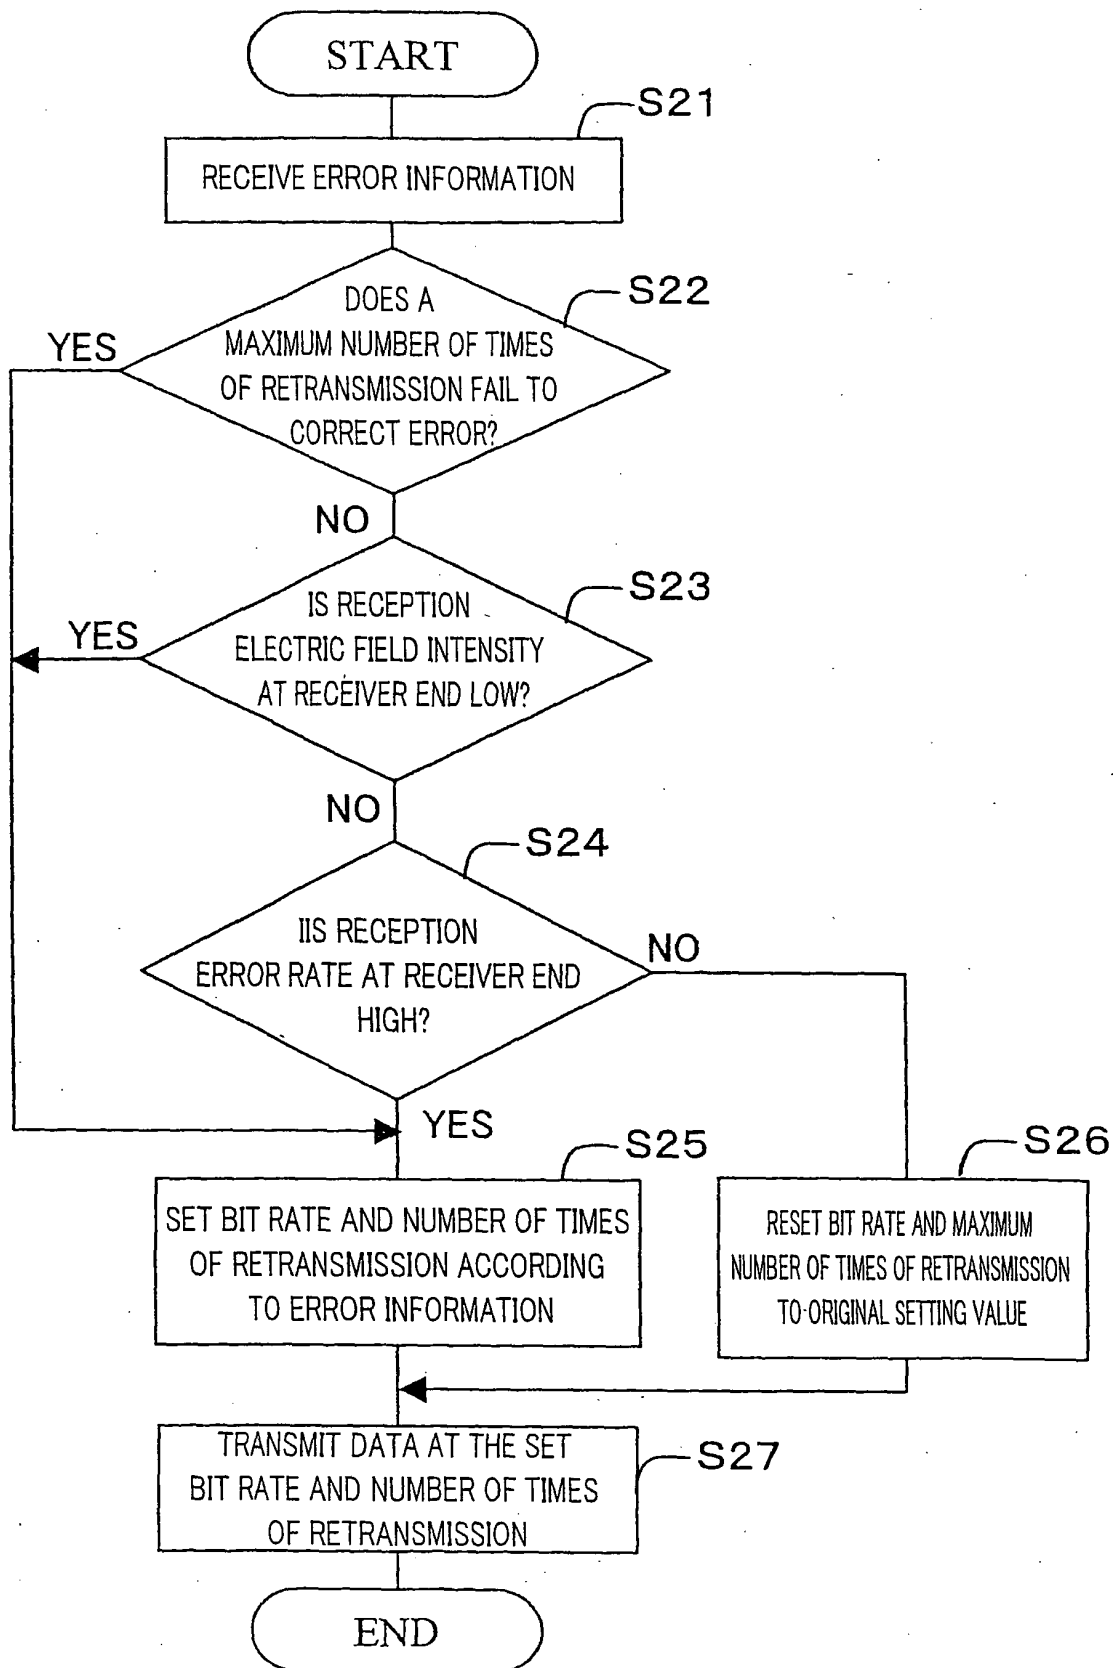 START
S21
RECEIVE ERROR INFORMATION
S22
DOES A
MAXIMUM NUMBER OF TIMES
OF RETRANSMISSION FAIL TO
CORRECT ERROR?
YES
NO
S23
IS RECEPTION
ELECTRIC FIELD INTENSITY
AT RECEIVER END LOW?
YES
NO
S24
IIS RECEPTION
ERROR RATE AT RECEIVER END
HIGH?
NO
YES
S25
SET BIT RATE AND NUMBER OF TIMES
OF RETRANSMISSION ACCORDING
TO ERROR INFORMATION
S26
RESET BIT RATE AND MAXIMUM
NUMBER OF TIMES OF RETRANSMISSION
TO ORIGINAL SETTING VALUE
TRANSMIT DATA AT THE SET
BIT RATE AND NUMBER OF TIMES
OF RETRANSMISSION
S27
END